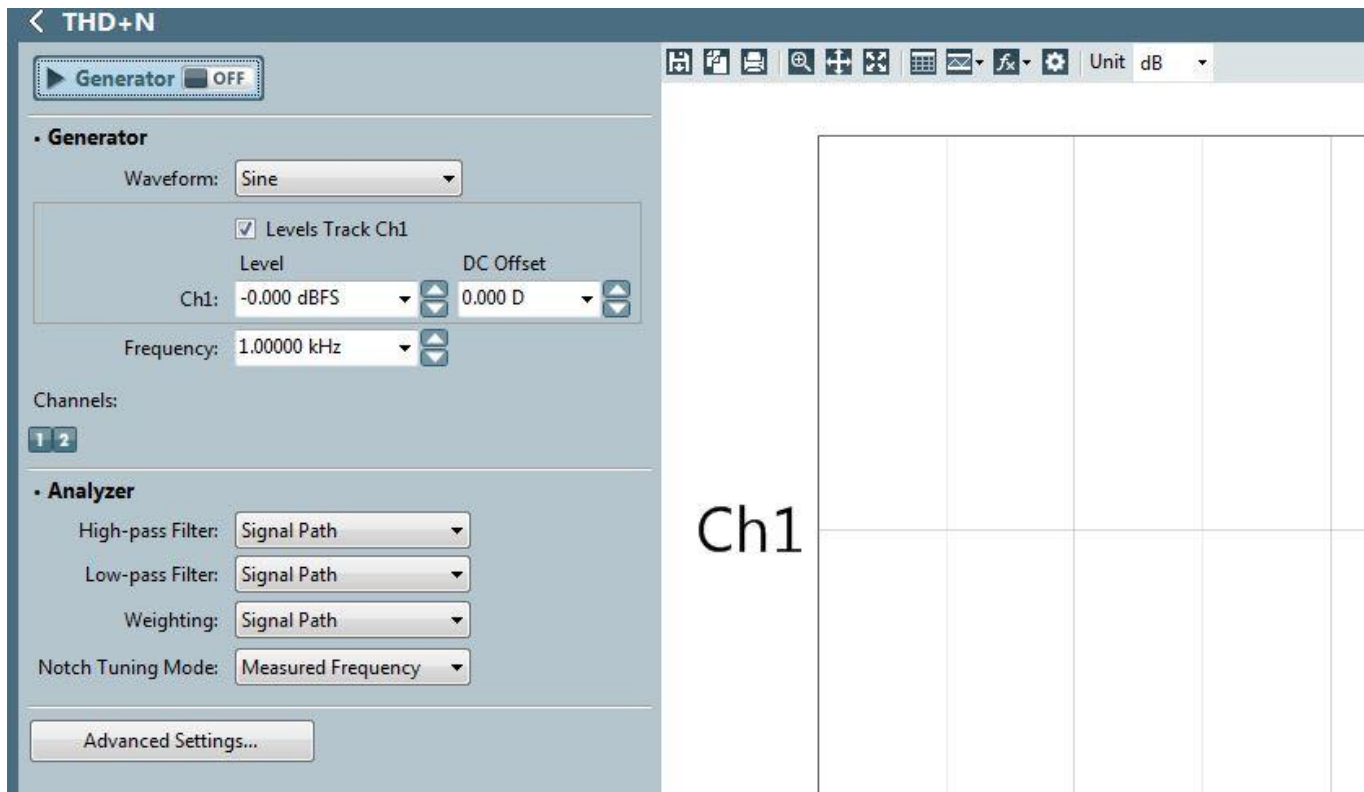 THD+N
Generator OFF
Unit dB
Generator
Waveform: Sine
Levels Track Ch1
Level DC Offset
Ch1: -0.000 dBFS 0.000 D
Frequency: 1.00000 kHz
Channels:
1 2
Analyzer
High-pass Filter: Signal Path
Low-pass Filter: Signal Path
Weighting: Signal Path
Notch Tuning Mode: Measured Frequency
Advanced Settings...
Ch1